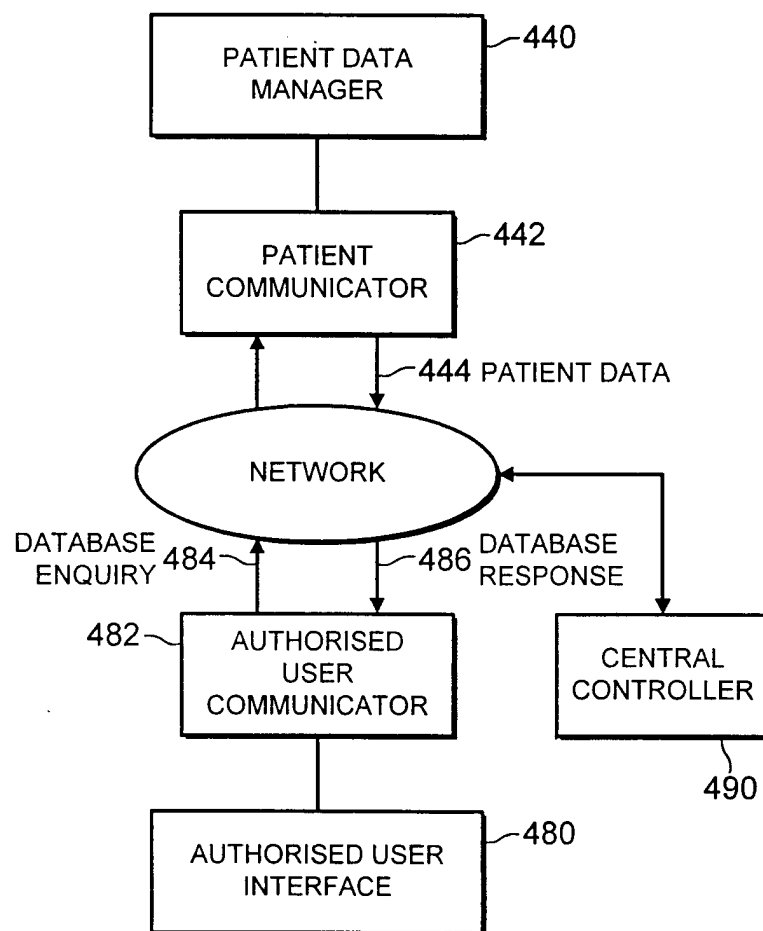 PATIENT DATA
MANAGER
440
PATIENT
COMMUNICATOR
442
444 PATIENT DATA
NETWORK
DATABASE
ENQUIRY
484
486
DATABASE
RESPONSE
482
AUTHORISED
USER
COMMUNICATOR
CENTRAL
CONTROLLER
490
480
AUTHORISED USER
INTERFACE